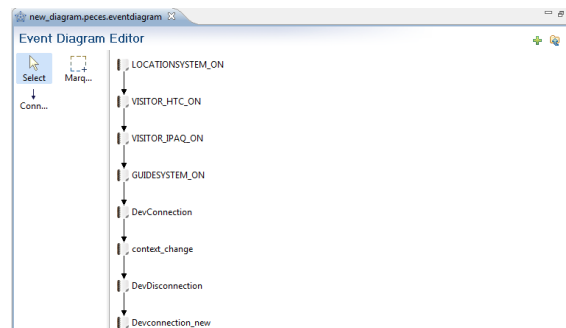 new_diagram.peces.eventdiagram
Event Diagram Editor
Select
Marq...
Conn...
LOCATIONSYSTEM_ON
VISITOR_HTC_ON
VISITOR_IPAQ_ON
GUIDESYSTEM_ON
DevConnection
context_change
DevDisconnection
Devconnection_new